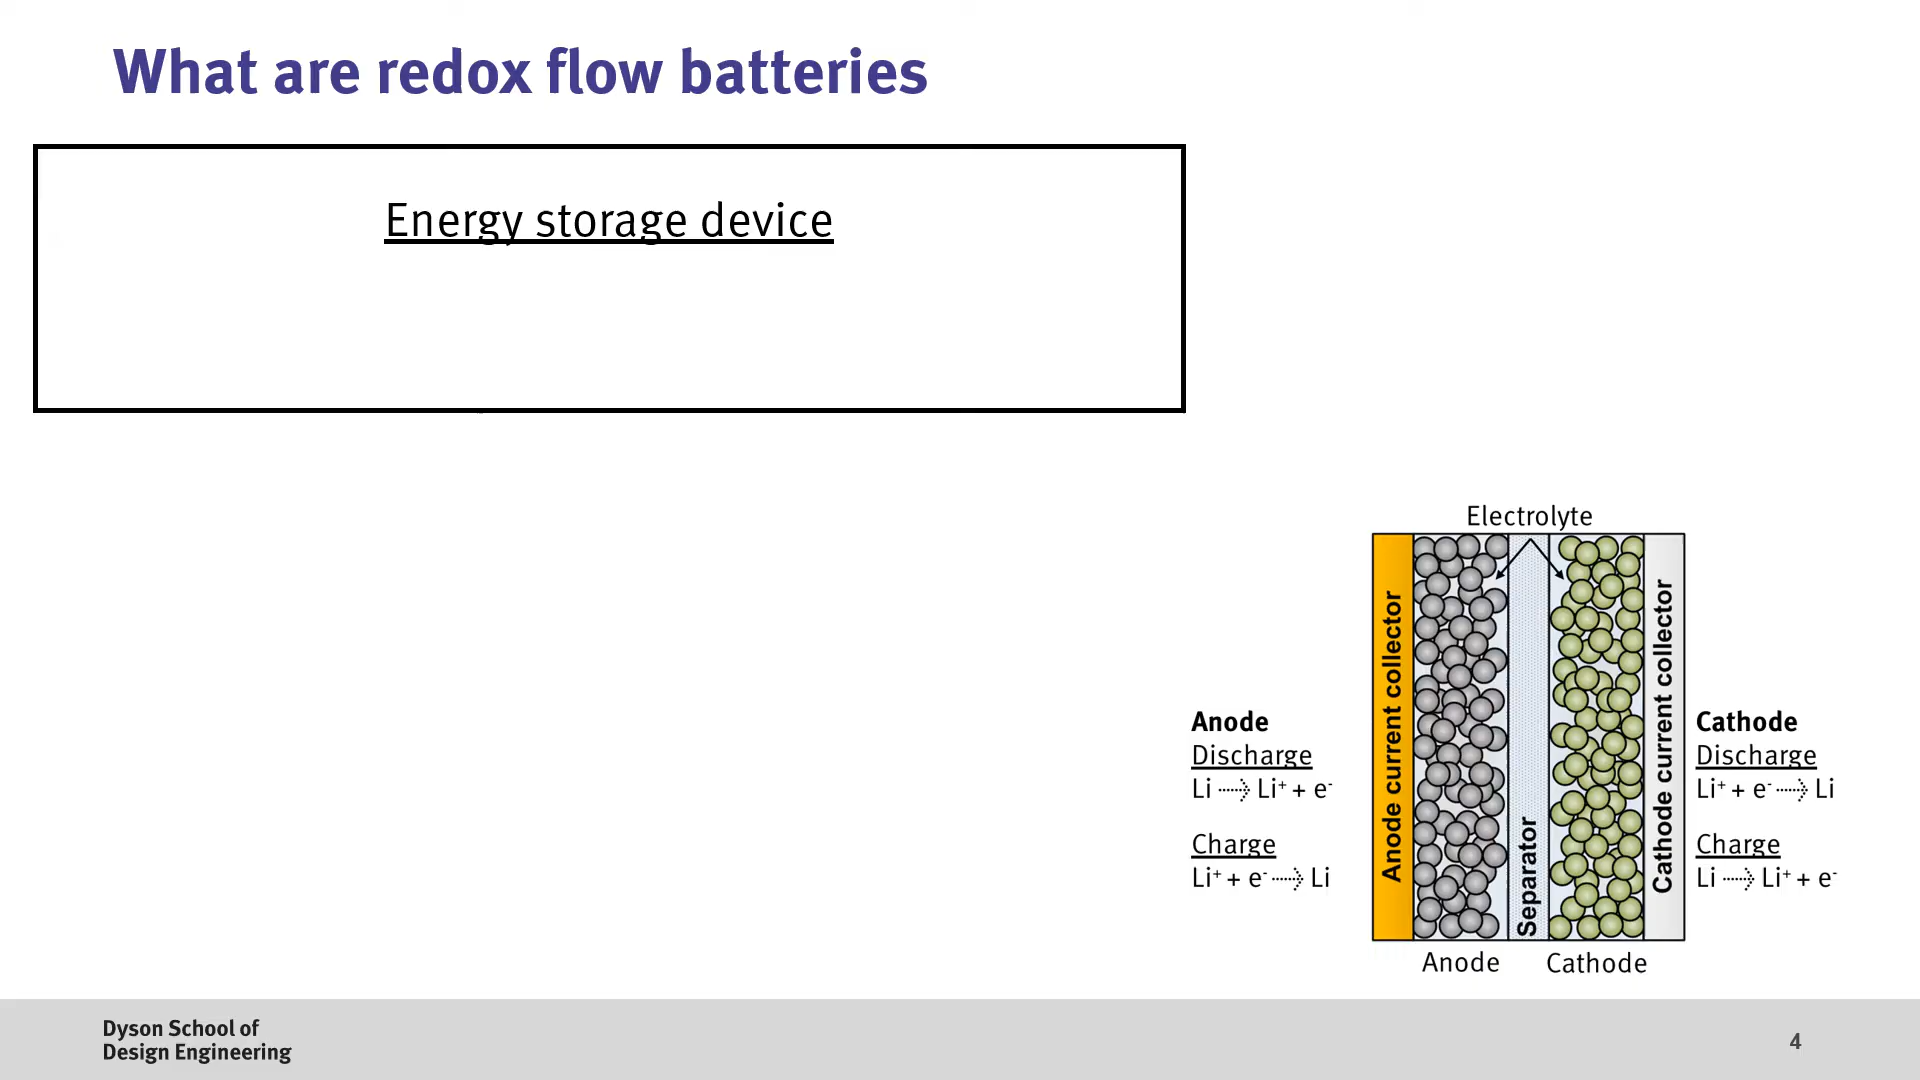 What are redox flow batteries
Energy storage device
Electrolyte
Anode current collector
Separator
Cathode current collector
Anode
Discharge
Li ⇢ Li⁺ + e⁻
Charge
Li⁺ + e⁻ ⇢ Li
Cathode
Discharge
Li⁺ + e⁻ ⇢ Li
Charge
Li ⇢ Li⁺ + e⁻
Anode
Cathode
Dyson School of
Design Engineering
4